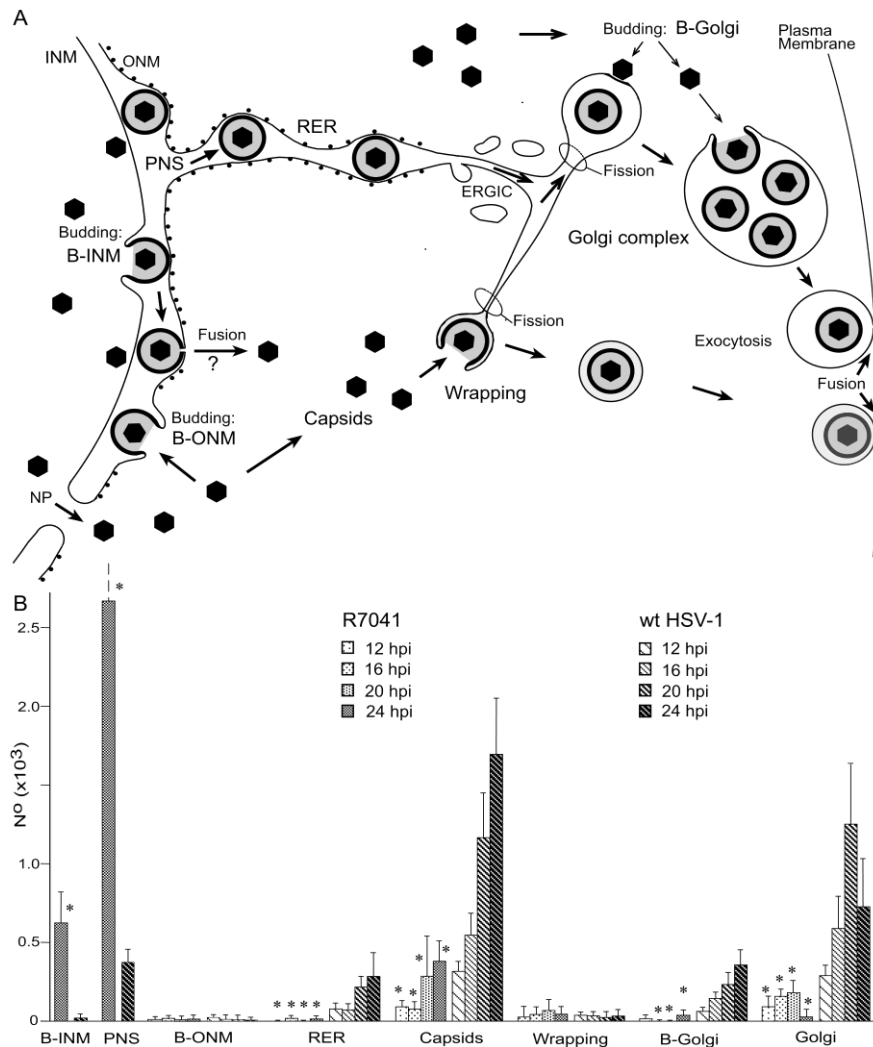 A
INM
ONM
PNS
RER
Budding:
B-INM
Fusion
?
Budding:
B-ONM
NP
Capsids
ERGIC
Wrapping
Fission
Fission
Budding: B-Golgi
Plasma
Membrane
Golgi complex
Exocytosis
Fusion
B
R7041
12 hpi
16 hpi
20 hpi
24 hpi
wt HSV-1
12 hpi
16 hpi
20 hpi
24 hpi
Nº (x10³)
2.5
2.0
1.0
0.5
0
*
*
* * * *
* * * *
* * *
* * * *
B-INM PNS B-ONM RER Capsids Wrapping B-Golgi Golgi